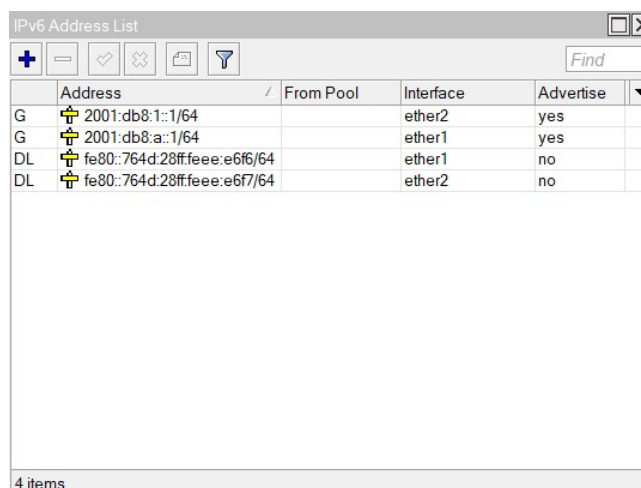 IPv6 Address List
Find
Address From Pool Interface Advertise
G 2001:db8:1::1/64 ether2 yes
G 2001:db8:a::1/64 ether1 yes
DL fe80::764d:28ff:feee:e6f6/64 ether1 no
DL fe80::764d:28ff:feee:e6f7/64 ether2 no
4 items